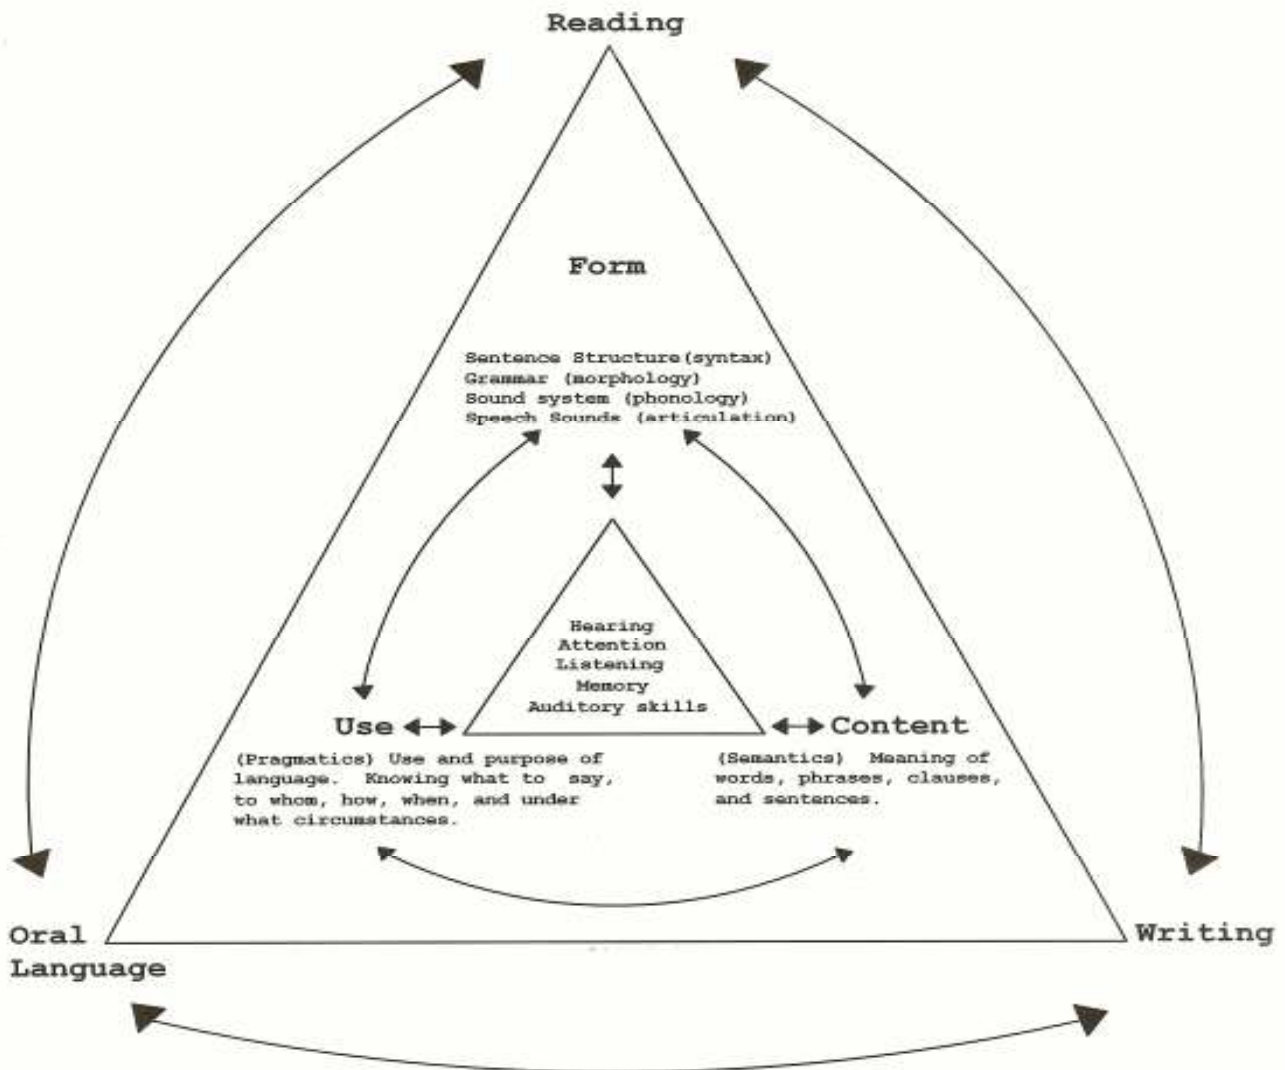 Reading
Form
Sentence Structure(syntax)
Grammar (morphology)
Sound system (phonology)
Speech Sounds (articulation)
Hearing
Attention
Listening
Memory
Auditory skills
Use
(Pragmatics) Use and purpose of
language. Knowing what to say,
to whom, how, when, and under
what circumstances.
Content
(Semantics) Meaning of
words, phrases, clauses,
and sentences.
Oral
Language
Writing